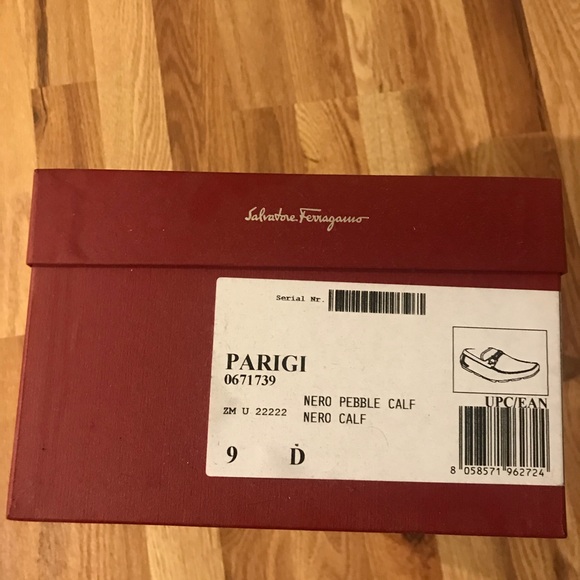 Salvatore Ferragamo
Serial Nr.
PARIGI
0671739
ZM U 22222
NERO PEBBLE CALF
NERO CALF
9 D
UPC/EAN
8 058571 962724